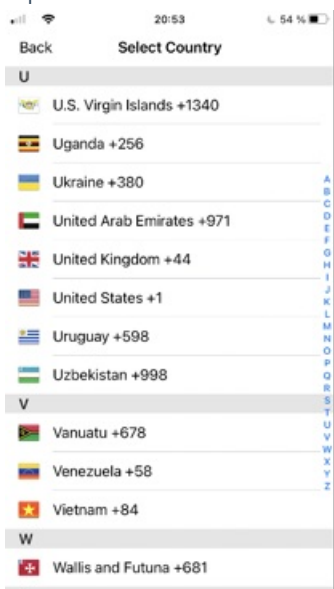 20:53
54 %
Back
Select Country
U
U.S. Virgin Islands +1340
Uganda +256
Ukraine +380
United Arab Emirates +971
United Kingdom +44
United States +1
Uruguay +598
Uzbekistan +998
V
Vanuatu +678
Venezuela +58
Vietnam +84
W
Wallis and Futuna +681
A
B
C
D
E
F
G
H
I
J
K
L
M
N
O
P
Q
R
S
T
U
V
W
X
Y
Z